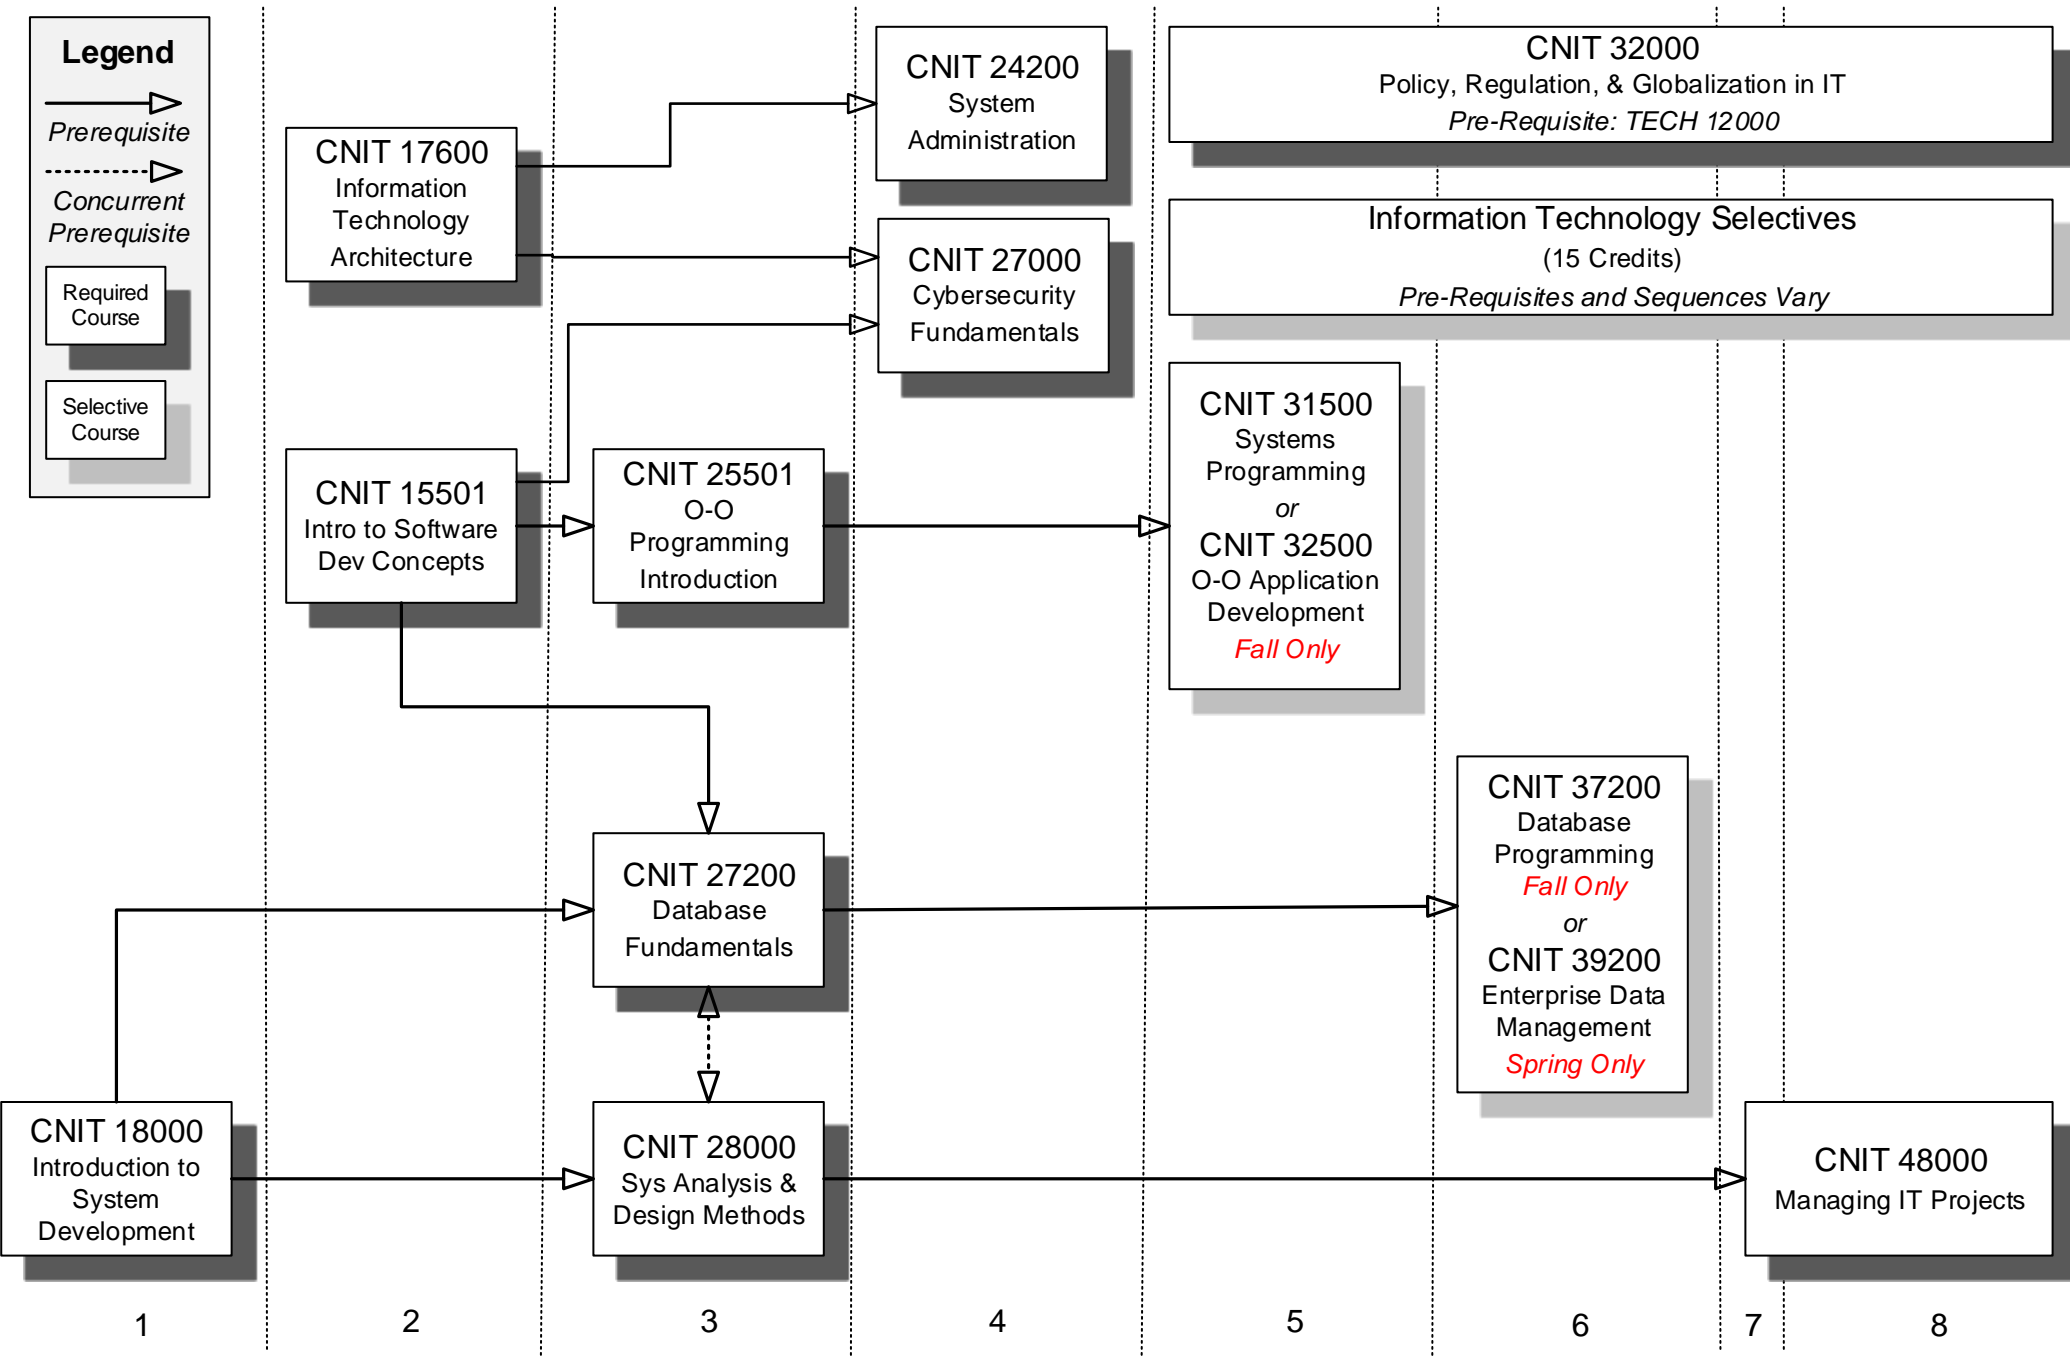 Legend
Prerequisite
Concurrent
Prerequisite
Required
Course
Selective
Course
CNIT 18000
Introduction to
System
Development
CNIT 17600
Information
Technology
Architecture
CNIT 15501
Intro to Software
Dev Concepts
CNIT 25501
O-O
Programming
Introduction
CNIT 27200
Database
Fundamentals
CNIT 28000
Sys Analysis &
Design Methods
CNIT 24200
System
Administration
CNIT 27000
Cybersecurity
Fundamentals
CNIT 32000
Policy, Regulation, & Globalization in IT
Pre-Requisite: TECH 12000
Information Technology Selectives
(15 Credits)
Pre-Requisites and Sequences Vary
CNIT 31500
Systems
Programming
or
CNIT 32500
O-O Application
Development
Fall Only
CNIT 37200
Database
Programming
Fall Only
or
CNIT 39200
Enterprise Data
Management
Spring Only
CNIT 48000
Managing IT Projects
1
2
3
4
5
6
7
8